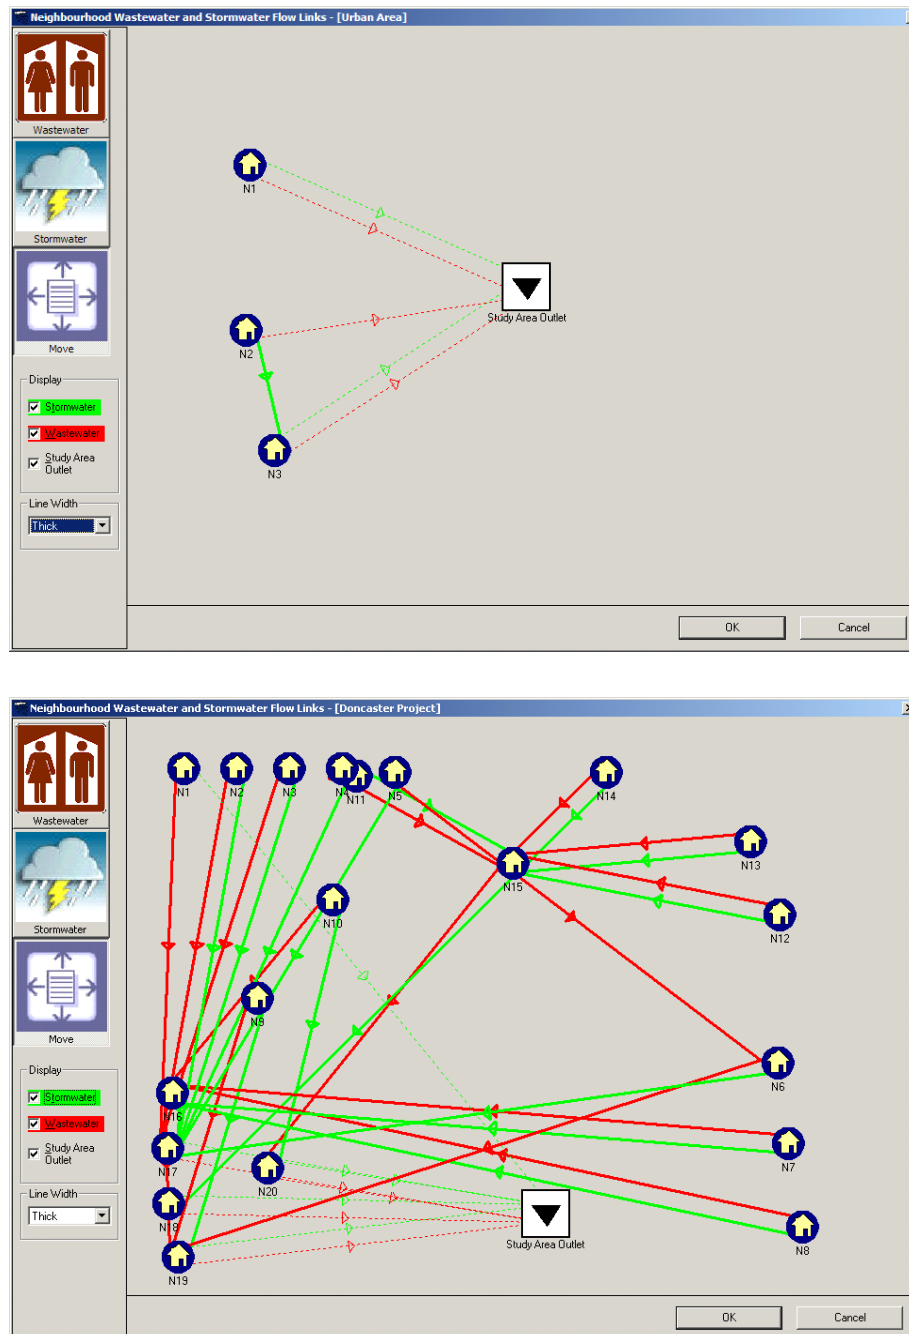 Neighbourhood Wastewater and Stormwater Flow Links - [Urban Area]
Wastewater
Stormwater
Move
Display
Stormwater
Wastewater
Study Area
Outlet
Line Width
Thick
N1
N2
N3
Study Area Outlet
OK
Cancel
Neighbourhood Wastewater and Stormwater Flow Links - [Doncaster Project]
Wastewater
Stormwater
Move
Display
Stormwater
Wastewater
Study Area
Outlet
Line Width
Thick
N1
N2
N3
N4
N11
N5
N14
N13
N15
N12
N10
N9
N6
N16
N7
N17
N20
N18
N8
N19
Study Area Outlet
OK
Cancel